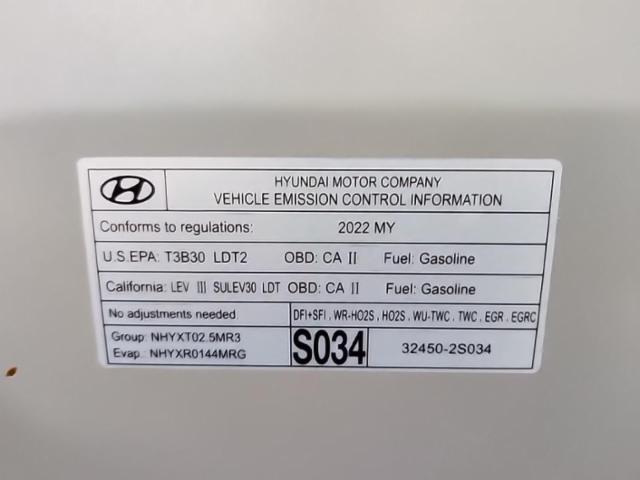 HYUNDAI MOTOR COMPANY
VEHICLE EMISSION CONTROL INFORMATION
Conforms to regulations: 2022 MY
U.S.EPA: T3B30 LDT2 OBD: CA II Fuel: Gasoline
California: LEV III SULEV30 LDT OBD: CA II Fuel: Gasoline
No adjustments needed DFI+SFI , WR-HO2S , HO2S , WU-TWC , TWC , EGR , EGRC
Group: NHYXT02.5MR3
Evap.: NHYXR0144MRG
S034
32450-2S034